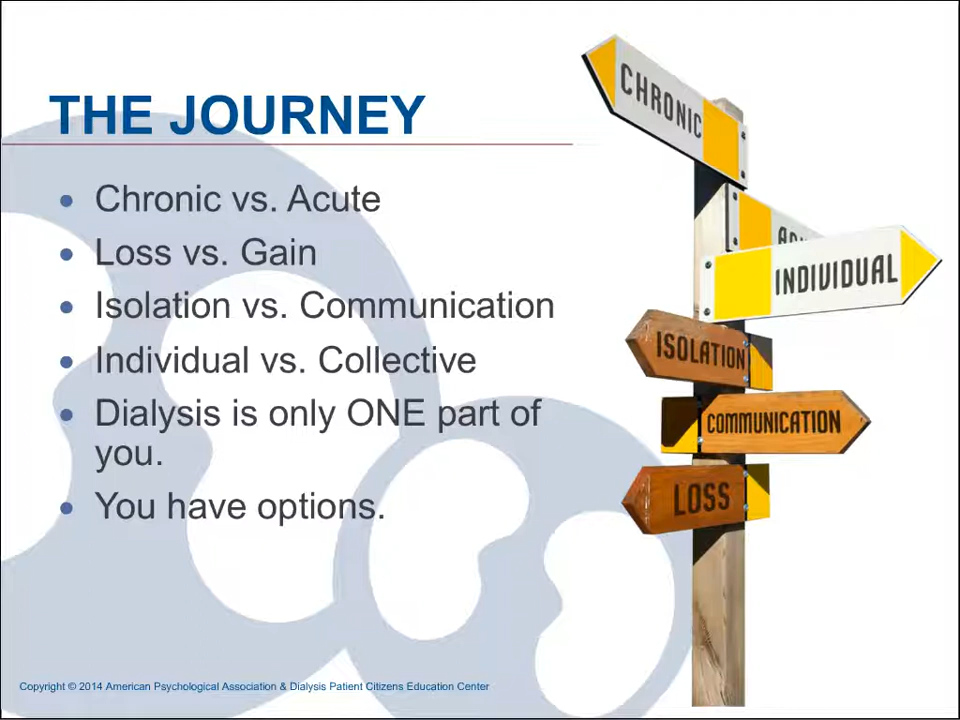 THE JOURNEY
• Chronic vs. Acute
• Loss vs. Gain
• Isolation vs. Communication
• Individual vs. Collective
• Dialysis is only ONE part of
you.
• You have options.
CHRONIC
INDIVIDUAL
ISOLATION
COMMUNICATION
LOSS
Copyright © 2014 American Psychological Association & Dialysis Patient Citizens Education Center